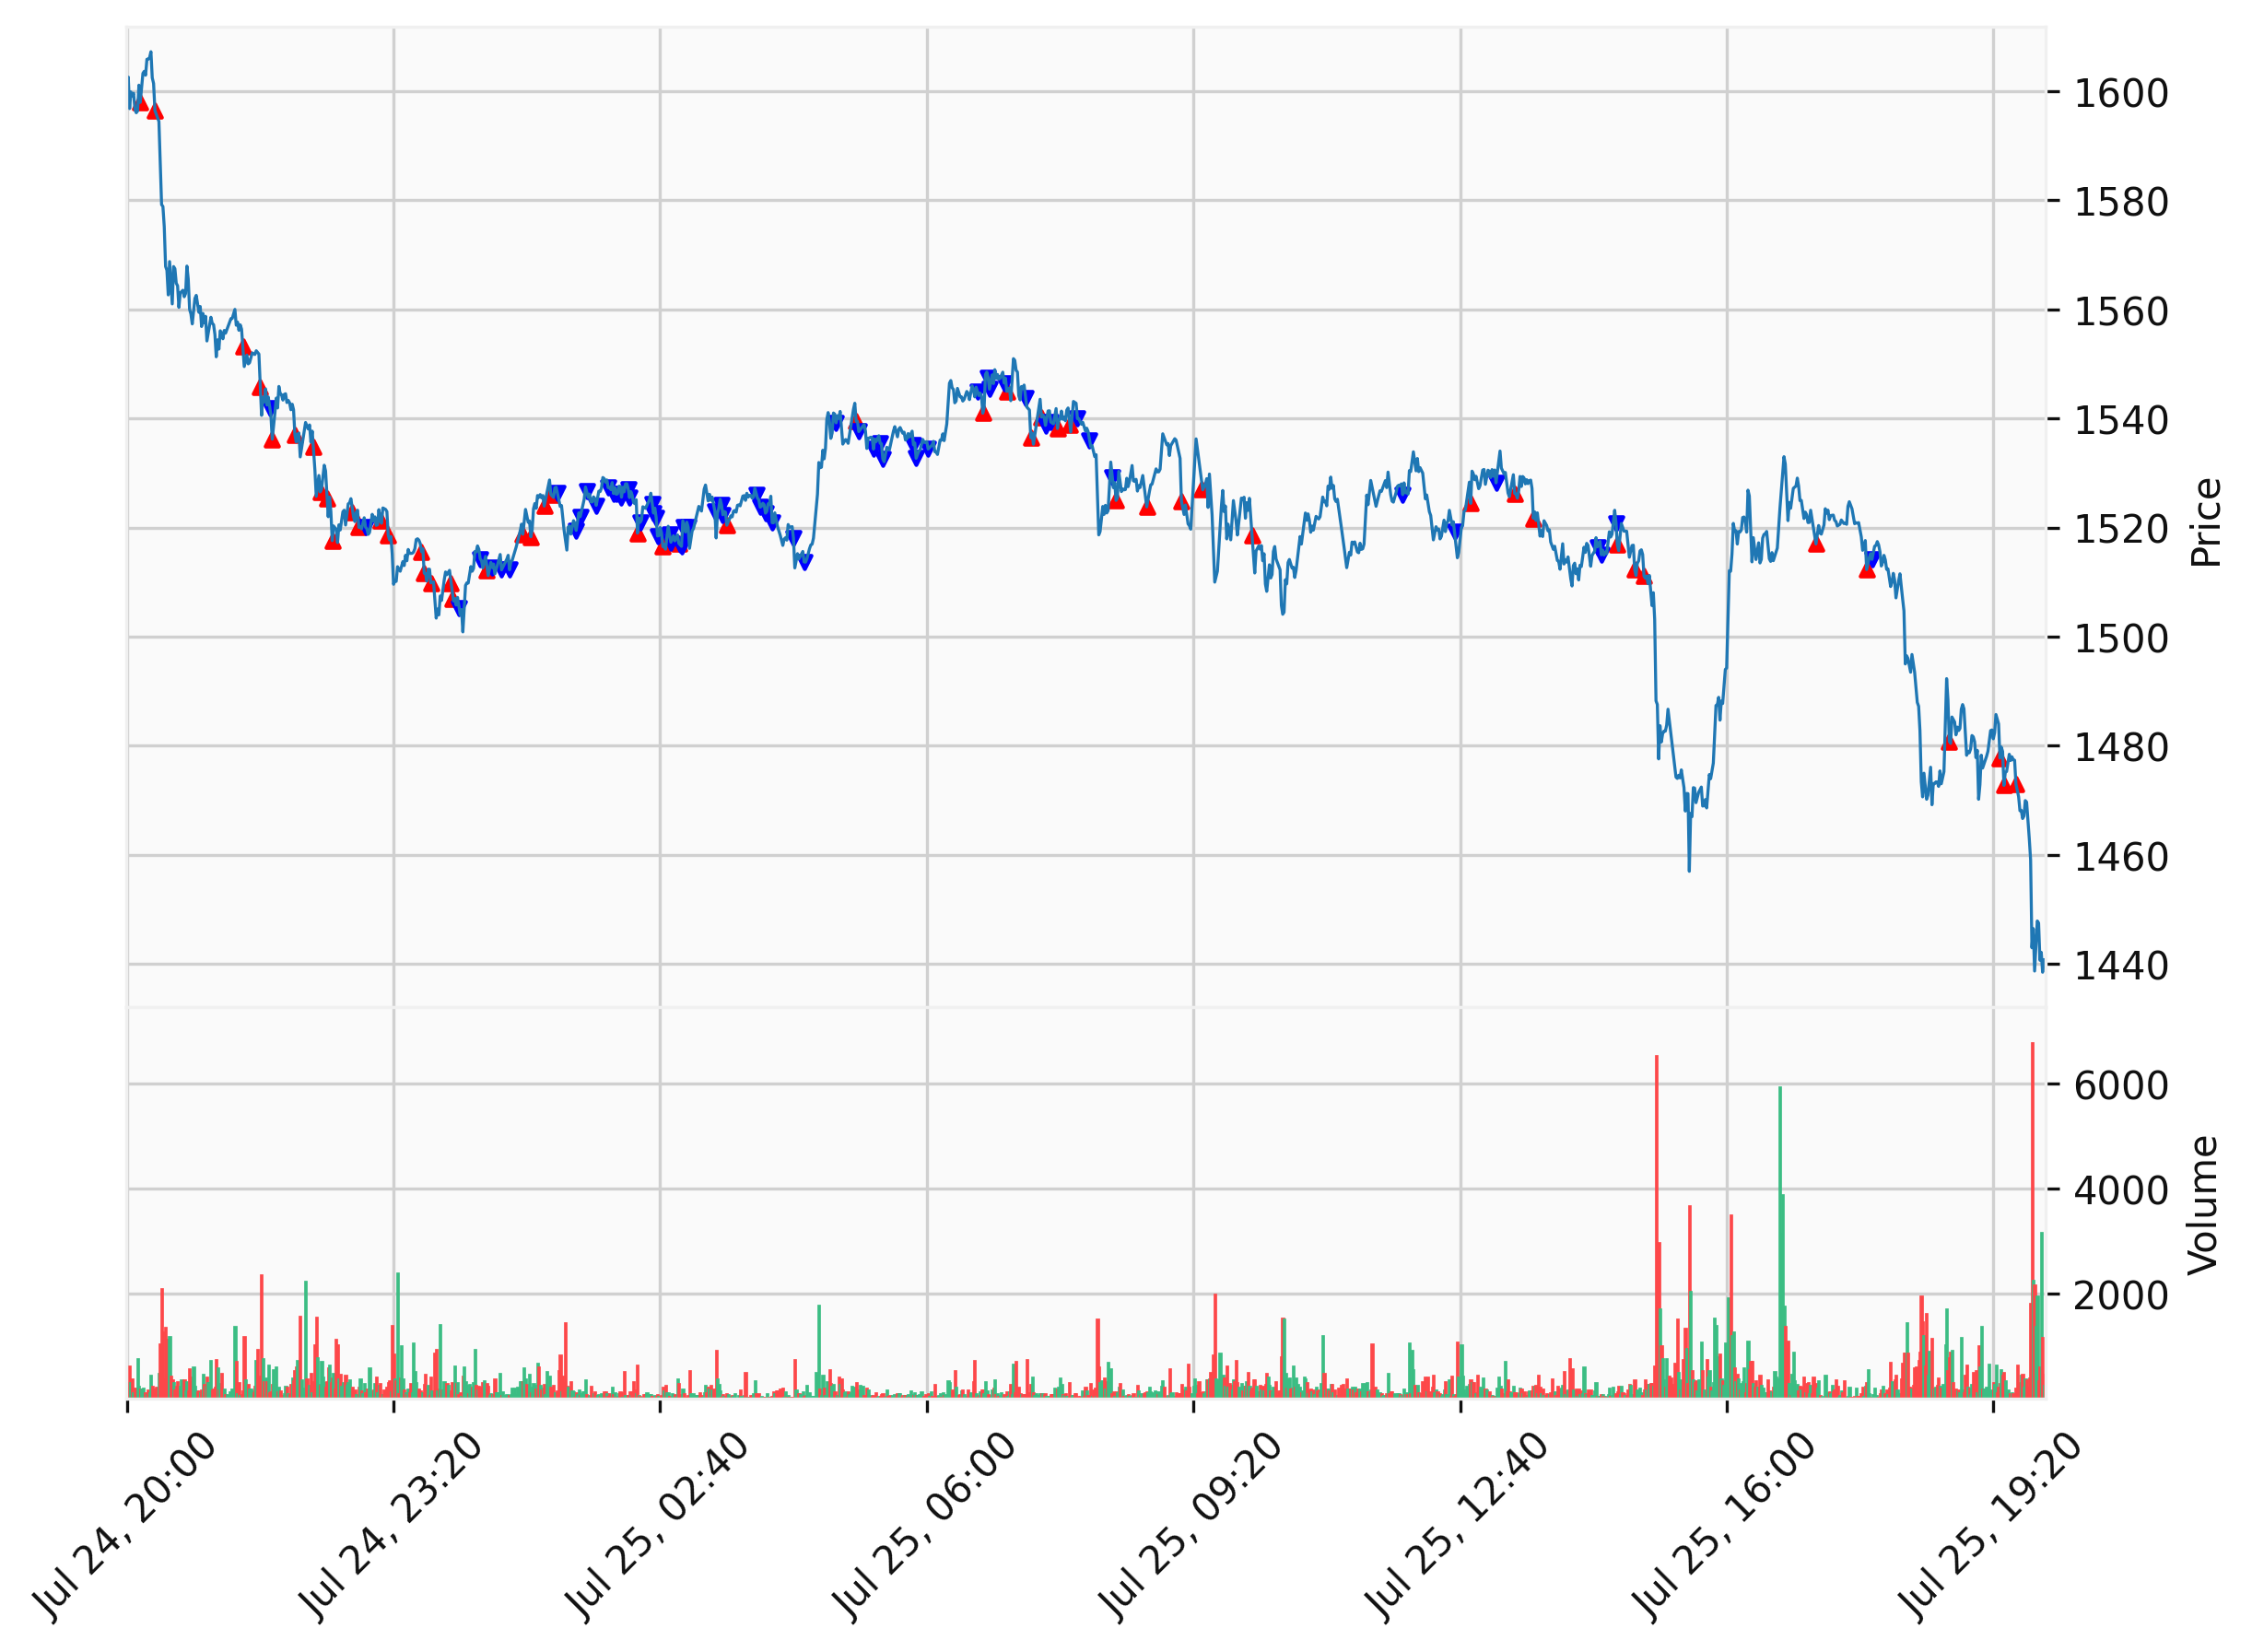 1600
1580
1560
1540
1520
1500
1480
1460
1440
Price
6000
4000
2000
Volume
Jul 24, 20:00
Jul 24, 23:20
Jul 25, 02:40
Jul 25, 06:00
Jul 25, 09:20
Jul 25, 12:40
Jul 25, 16:00
Jul 25, 19:20